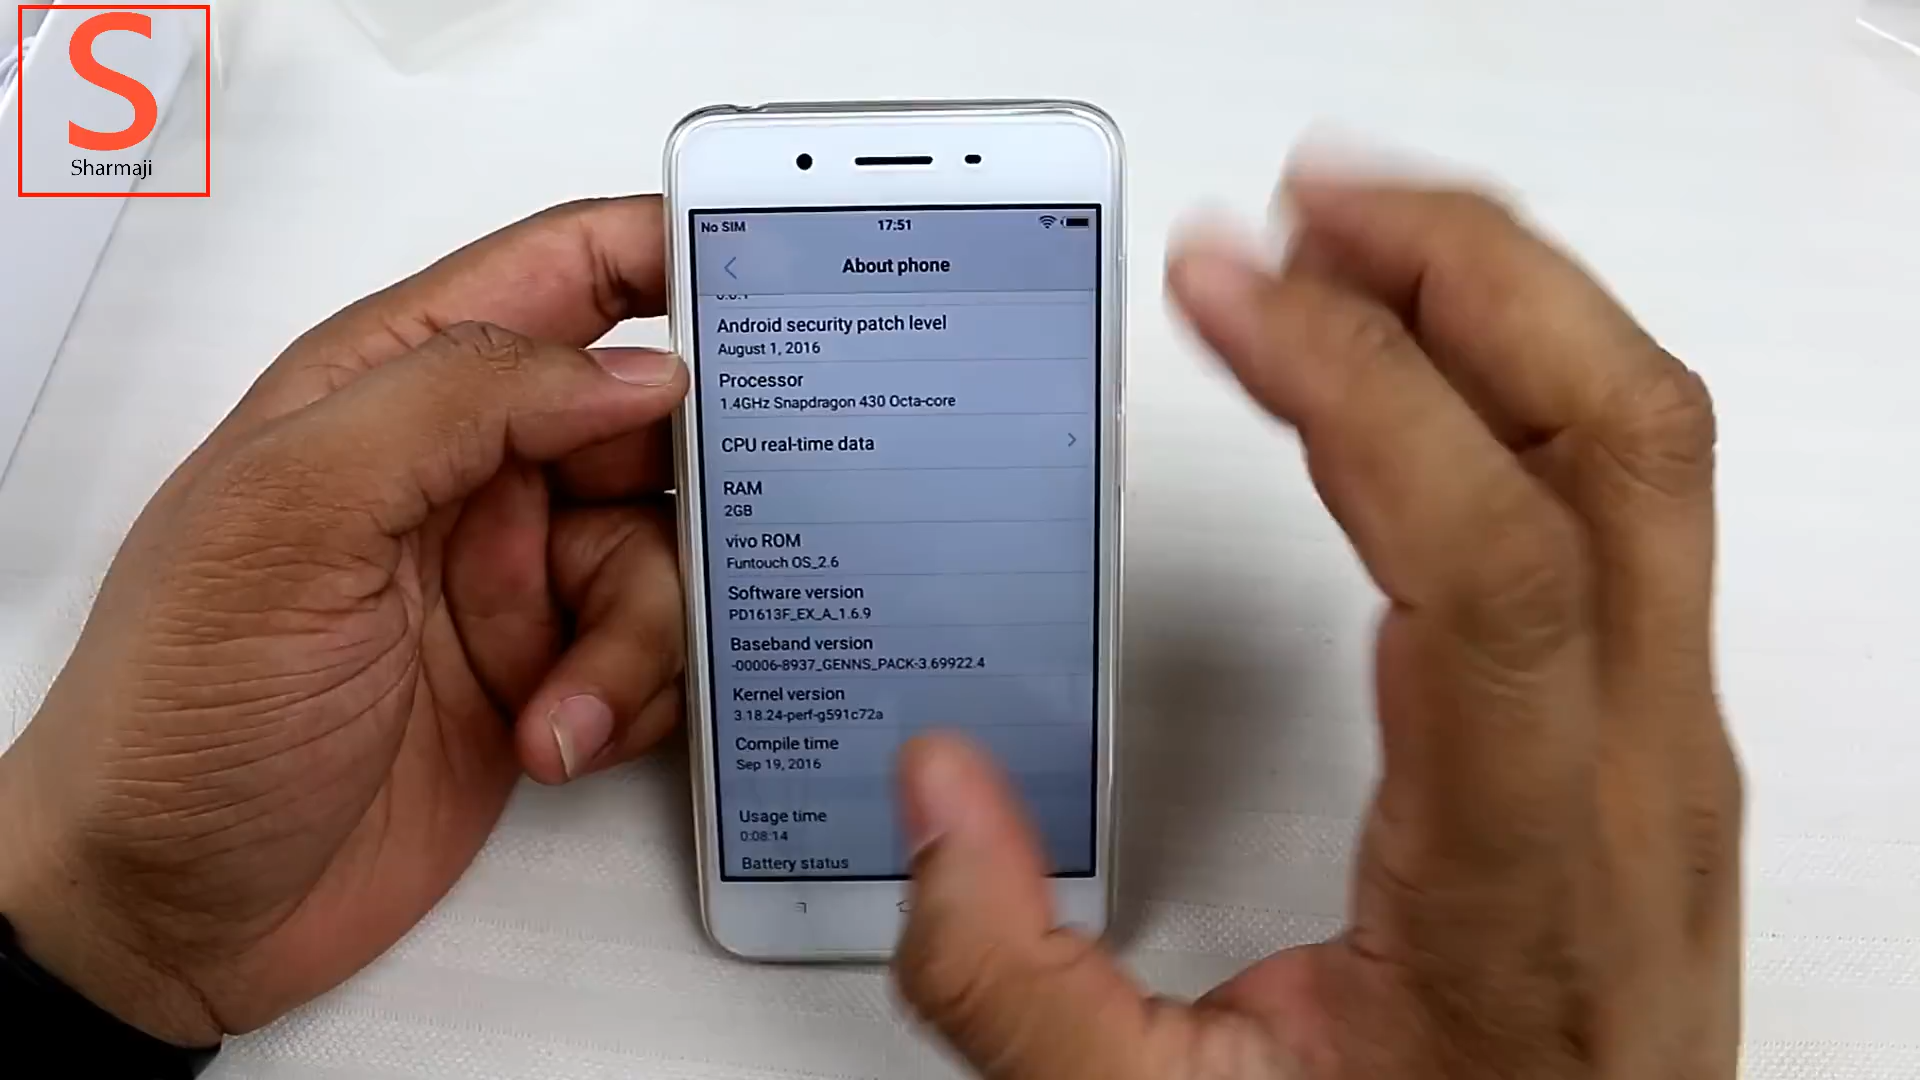 S
Sharmaji
No SIM
17:51
About phone
Android security patch level
August 1, 2016
Processor
1.4GHz Snapdragon 430 Octa-core
CPU real-time data
RAM
2GB
vivo ROM
Funtouch OS_2.6
Software version
PD1613F_EX_A_1.6.9
Baseband version
-00006-8937_GENNS_PACK-3.69922.4
Kernel version
3.18.24-perf-g591c72a
Compile time
Sep 19, 2016
Usage time
0:08:14
Battery status